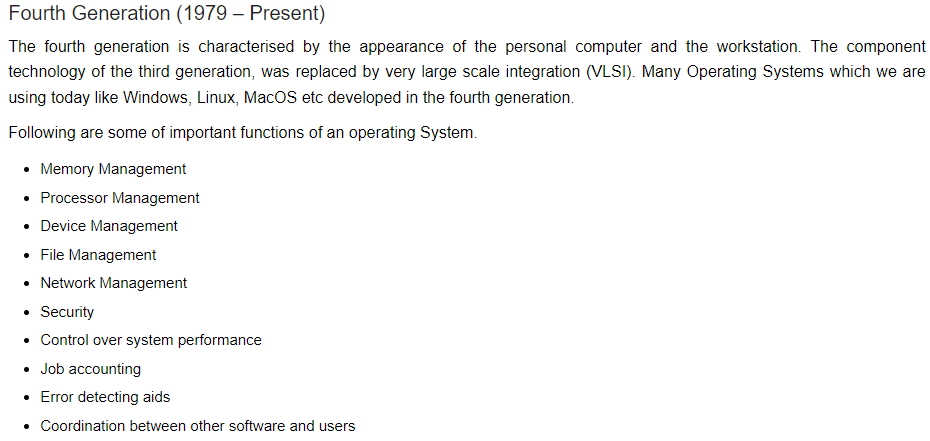 Fourth Generation (1979 – Present)
The fourth generation is characterised by the appearance of the personal computer and the workstation. The component
technology of the third generation, was replaced by very large scale integration (VLSI). Many Operating Systems which we are
using today like Windows, Linux, MacOS etc developed in the fourth generation.
Following are some of important functions of an operating System.
• Memory Management
• Processor Management
• Device Management
• File Management
• Network Management
• Security
• Control over system performance
• Job accounting
• Error detecting aids
• Coordination between other software and users